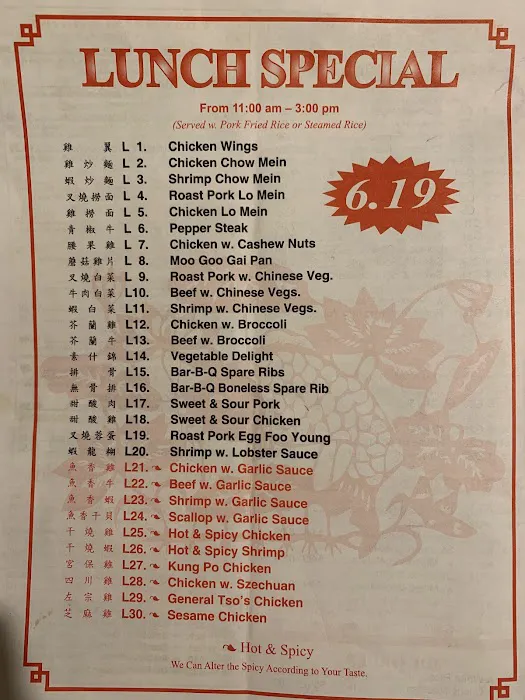 LUNCH SPECIAL
From 11:00 am – 3:00 pm
(Served w. Pork Fried Rice or Steamed Rice)
6.19
雞 翼 L 1. Chicken Wings
雞 炒 麵 L 2. Chicken Chow Mein
蝦 炒 麵 L 3. Shrimp Chow Mein
叉燒撈面 L 4. Roast Pork Lo Mein
雞 撈 面 L 5. Chicken Lo Mein
青 椒 牛 L 6. Pepper Steak
腰 果 雞 L 7. Chicken w. Cashew Nuts
蘑菇雞片 L 8. Moo Goo Gai Pan
叉燒白菜 L 9. Roast Pork w. Chinese Veg.
牛肉白菜 L10. Beef w. Chinese Vegs.
蝦 白 菜 L11. Shrimp w. Chinese Vegs.
芥 蘭 雞 L12. Chicken w. Broccoli
芥 蘭 牛 L13. Beef w. Broccoli
素 什 錦 L14. Vegetable Delight
排 骨 L15. Bar-B-Q Spare Ribs
無 骨 排 L16. Bar-B-Q Boneless Spare Rib
甜 酸 肉 L17. Sweet & Sour Pork
甜 酸 雞 L18. Sweet & Sour Chicken
叉燒蓉蛋 L19. Roast Pork Egg Foo Young
蝦 龍 糊 L20. Shrimp w. Lobster Sauce
魚 香 雞 L21. Chicken w. Garlic Sauce
魚 香 牛 L22. Beef w. Garlic Sauce
魚 香 蝦 L23. Shrimp w. Garlic Sauce
魚香干貝 L24. Scallop w. Garlic Sauce
干 燒 雞 L25. Hot & Spicy Chicken
干 燒 蝦 L26. Hot & Spicy Shrimp
宮 保 雞 L27. Kung Po Chicken
四 川 雞 L28. Chicken w. Szechuan
左 宗 雞 L29. General Tso's Chicken
芝 麻 雞 L30. Sesame Chicken
Hot & Spicy
We Can Alter the Spicy According to Your Taste.